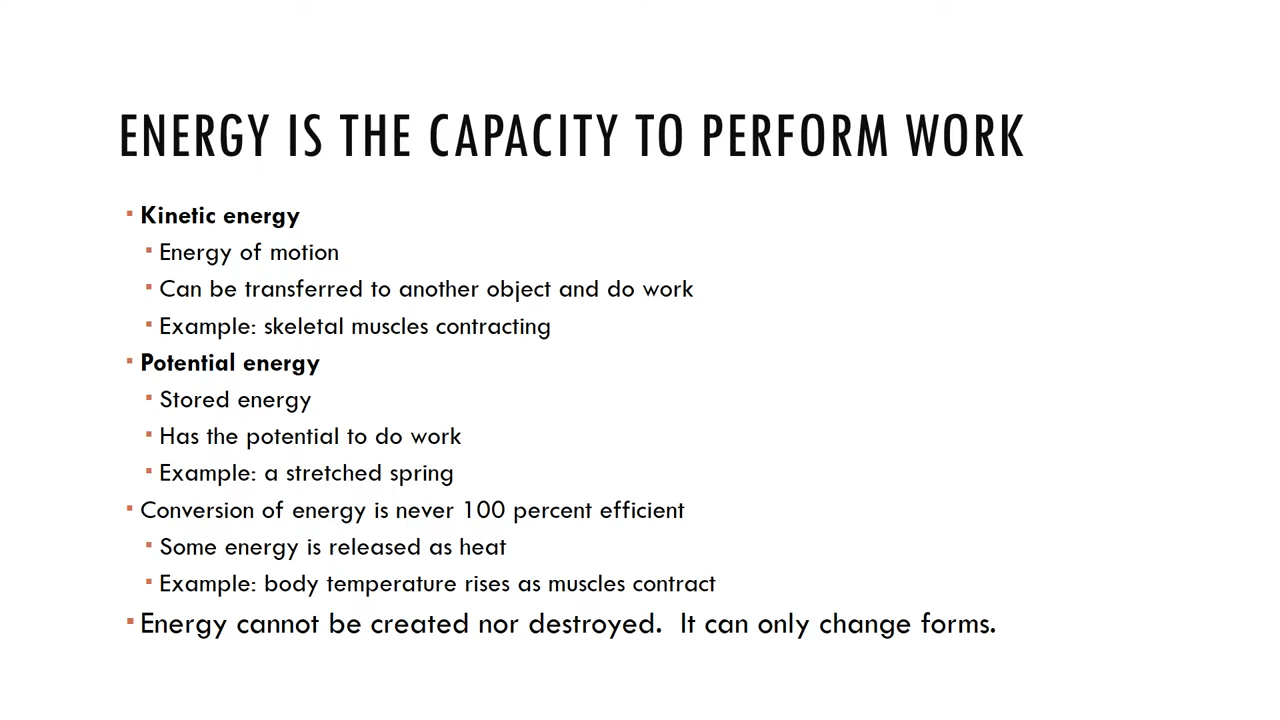 ENERGY IS THE CAPACITY TO PERFORM WORK
▪ Kinetic energy
▪ Energy of motion
▪ Can be transferred to another object and do work
▪ Example: skeletal muscles contracting
▪ Potential energy
▪ Stored energy
▪ Has the potential to do work
▪ Example: a stretched spring
▪ Conversion of energy is never 100 percent efficient
▪ Some energy is released as heat
▪ Example: body temperature rises as muscles contract
▪ Energy cannot be created nor destroyed.  It can only change forms.